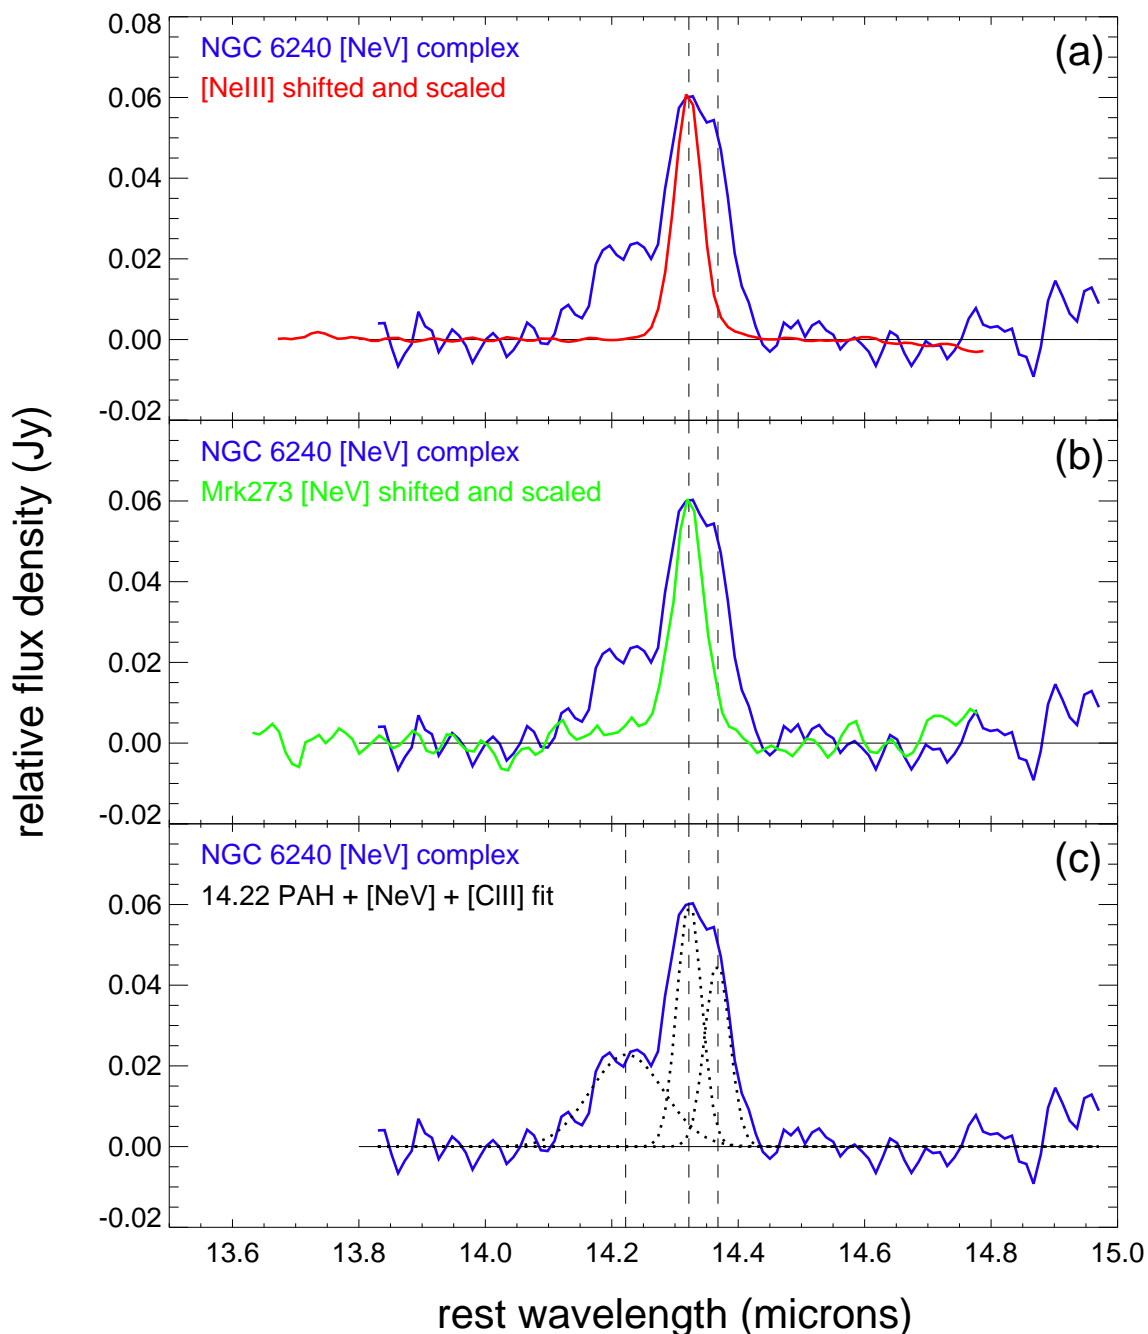 0.08
NGC 6240 [NeV] complex
(a)
[NeIII] shifted and scaled
0.06
0.04
0.02
0.00
-0.02
NGC 6240 [NeV] complex
(b)
Mrk273 [NeV] shifted and scaled
0.06
0.04
0.02
0.00
-0.02
NGC 6240 [NeV] complex
(c)
14.22 PAH + [NeV] + [ClII] fit
0.06
0.04
0.02
0.00
-0.02
relative flux density (Jy)
13.6 13.8 14.0 14.2 14.4 14.6 14.8 15.0
rest wavelength (microns)